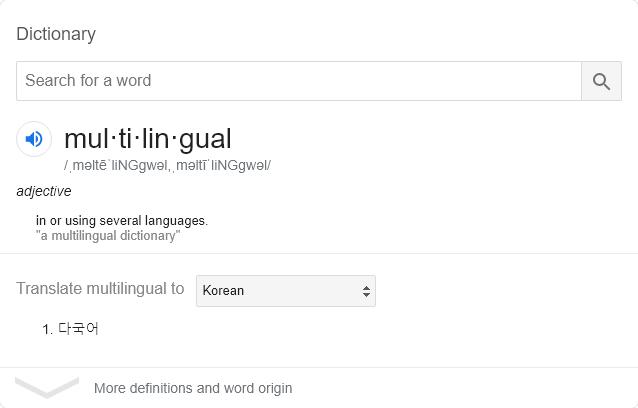 Dictionary
Search for a word
mul·ti·lin·gual
/ˌməltēˈliNGgwəl,ˌməltīˈliNGgwəl/
adjective
in or using several languages.
"a multilingual dictionary"
Translate multilingual to Korean
1. 다국어
More definitions and word origin